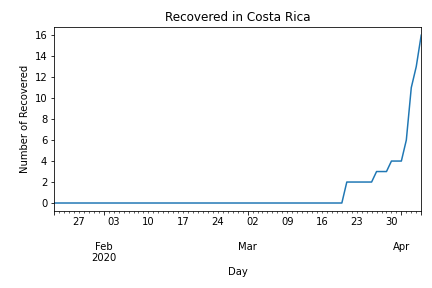 Recovered in Costa Rica
Number of Recovered
16
14
12
10
8
6
4
2
0
27 03 10 17 24 02 09 16 23 30
Feb Mar Apr
2020
Day